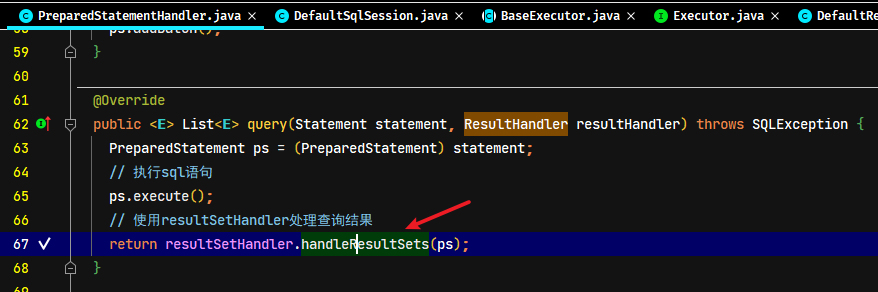 PreparedStatementHandler.java DefaultSqlSession.java BaseExecutor.java Executor.java DefaultRe
58 ps.addBatch();
59 }
60
61 @Override
62 public <E> List<E> query(Statement statement, ResultHandler resultHandler) throws SQLException {
63 PreparedStatement ps = (PreparedStatement) statement;
64 // 执行sql语句
65 ps.execute();
66 // 使用resultSetHandler处理查询结果
67 return resultSetHandler.handleResultSets(ps);
68 }